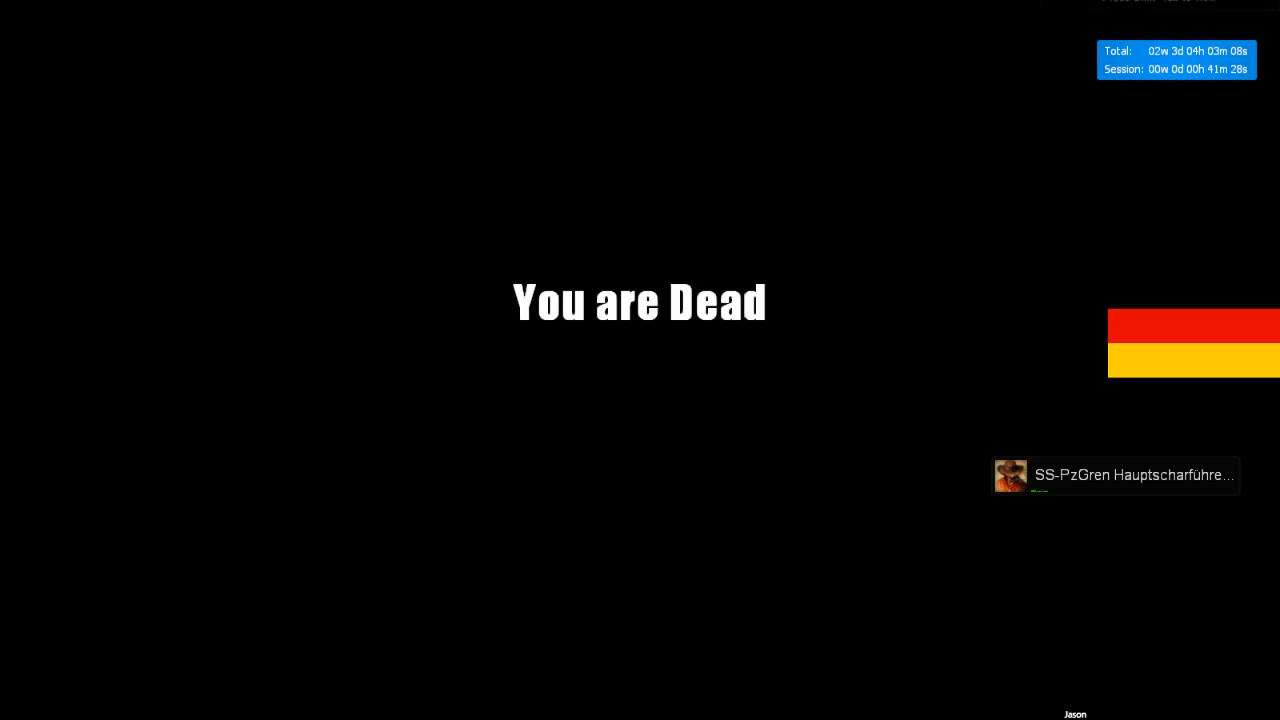 Total: 02w 3d 04h 03m 08s
Session: 00w 0d 00h 41m 28s
You are Dead
SS-PzGren Hauptscharführe...
Jason